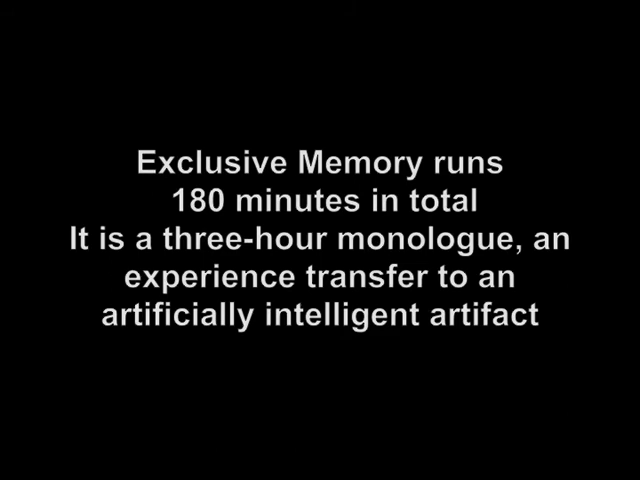 Exclusive Memory runs
180 minutes in total
It is a three-hour monologue, an
experience transfer to an
artificially intelligent artifact